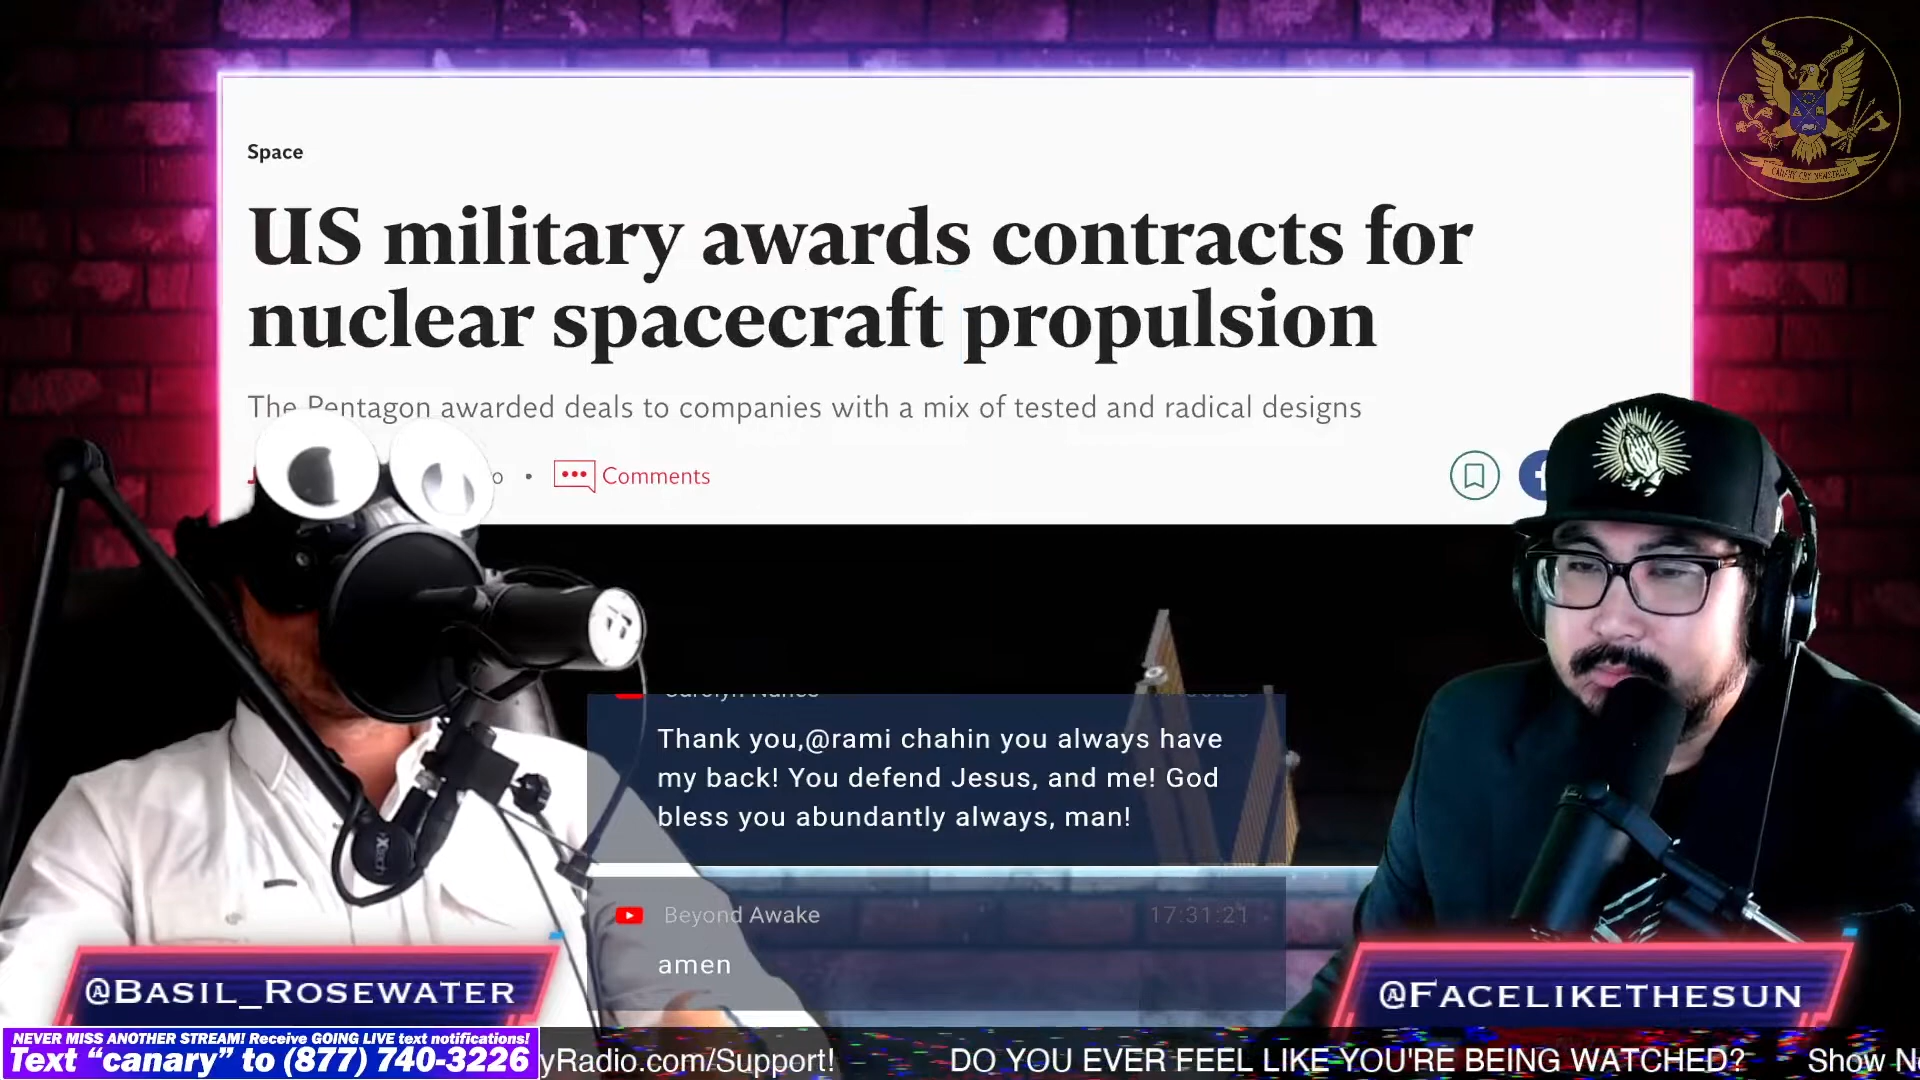 Space
US military awards contracts for
nuclear spacecraft propulsion
The Pentagon awarded deals to companies with a mix of tested and radical designs
• Comments
CANARY CRY NEWSTALK
Thank you,@rami chahin you always have
my back! You defend Jesus, and me! God
bless you abundantly always, man!
Beyond Awake 17:31:21
amen
@BASIL_ROSEWATER
@FACELIKETHESUN
NEVER MISS ANOTHER STREAM! Receive GOING LIVE text notifications!
Text “canary” to (877) 740-3226
yRadio.com/Support! DO YOU EVER FEEL LIKE YOU'RE BEING WATCHED? Show N